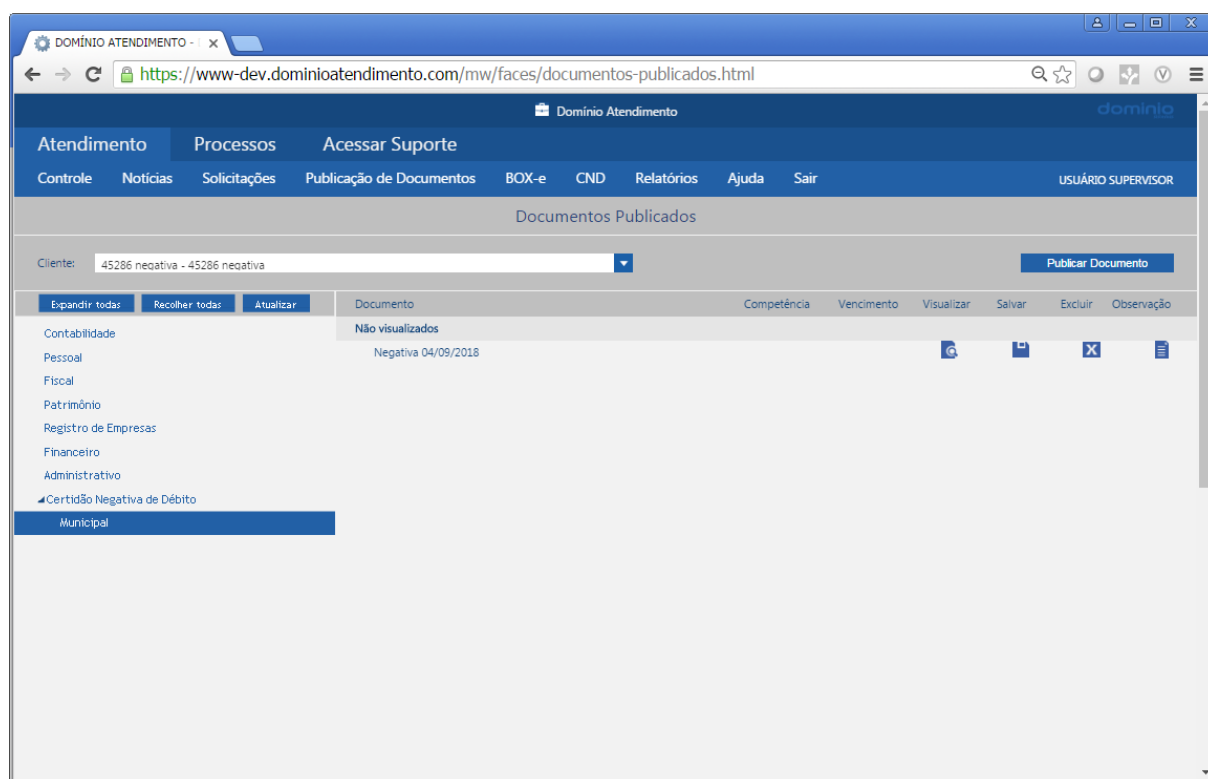 DOMÍNIO ATENDIMENTO -
https://www-dev.dominioatendimento.com/mw/faces/documentos-publicados.html
Domínio Atendimento
domínio
Atendimento Processos Acessar Suporte
Controle Notícias Solicitações Publicação de Documentos BOX-e CND Relatórios Ajuda Sair USUÁRIO SUPERVISOR
Documentos Publicados
Cliente: 45286 negativa - 45286 negativa Publicar Documento
Expandir todas Recolher todas Atualizar Documento Competência Vencimento Visualizar Salvar Excluir Observação
Contabilidade
Não visualizados
Pessoal
Negativa 04/09/2018
Fiscal
Patrimônio
Registro de Empresas
Financeiro
Administrativo
Certidão Negativa de Débito
Municipal